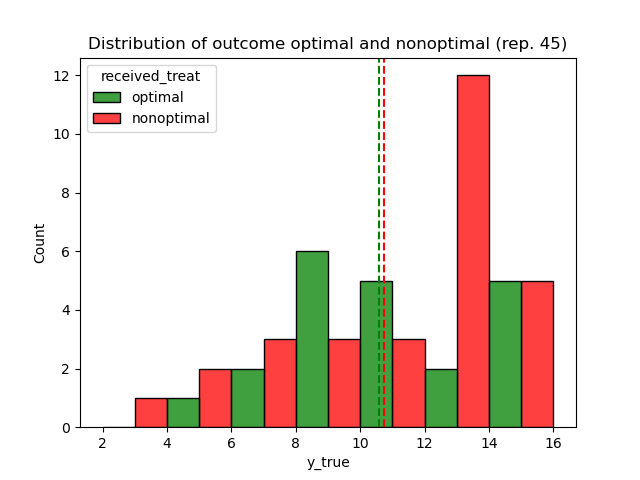 Distribution of outcome optimal and nonoptimal (rep. 45)
received_treat
optimal
nonoptimal
12
10
8
6
4
2
0
Count
2 4 6 8 10 12 14 16
y_true